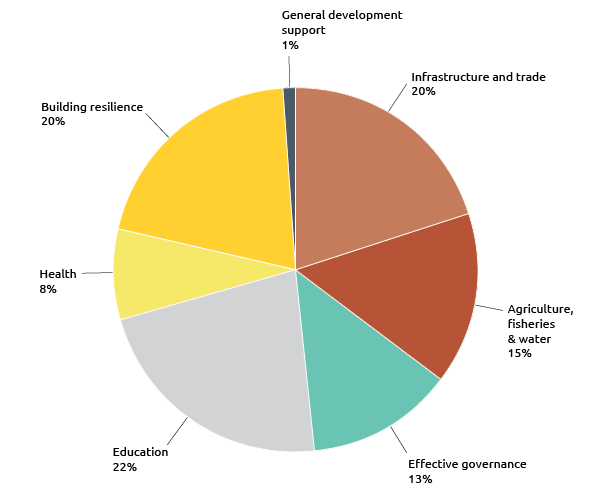 General development
support
1%
Infrastructure and trade
20%
Building resilience
20%
Health
8%
Agriculture,
fisheries
& water
15%
Education
22%
Effective governance
13%